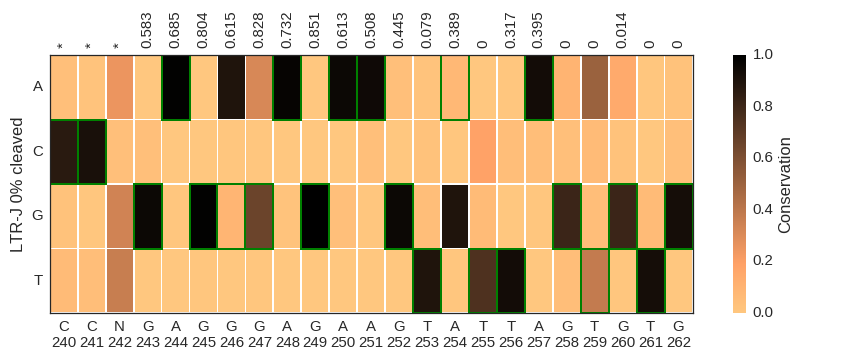 * * * 0.583 0.685 0.804 0.615 0.828 0.732 0.851 0.613 0.508 0.445 0.079 0.389 0 0.317 0.395 0 0 0.014 0 0
LTR-J 0% cleaved
A
C
G
T
C C N G A G G G A G A A G T A T T A G T G T G
240 241 242 243 244 245 246 247 248 249 250 251 252 253 254 255 256 257 258 259 260 261 262
1.0
0.8
0.6
0.4
0.2
0.0
Conservation